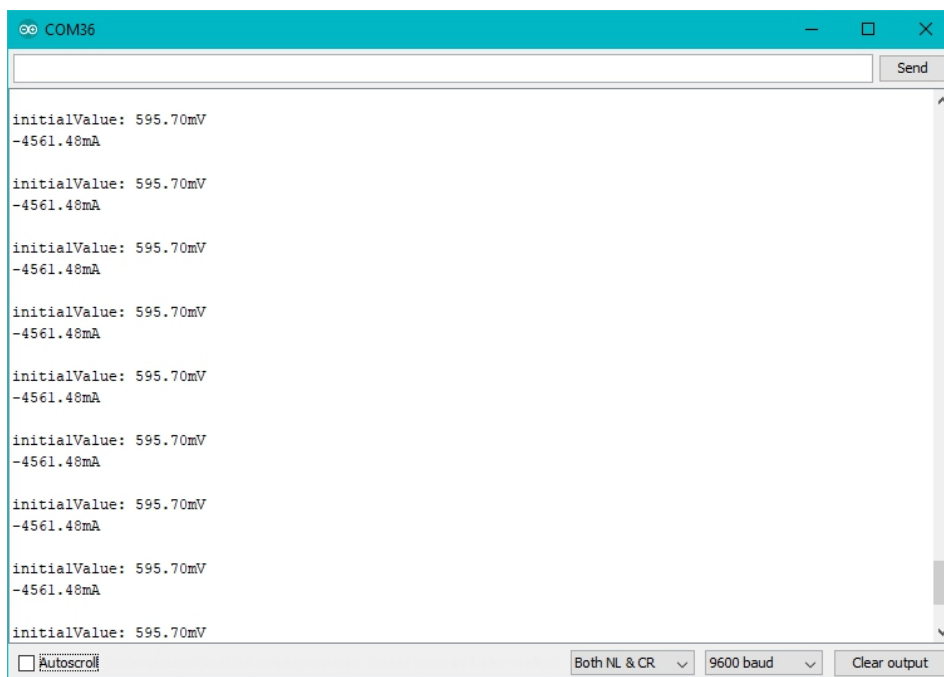 COM36
Send
initialValue: 595.70mV
-4561.48mA
initialValue: 595.70mV
-4561.48mA
initialValue: 595.70mV
-4561.48mA
initialValue: 595.70mV
-4561.48mA
initialValue: 595.70mV
-4561.48mA
initialValue: 595.70mV
-4561.48mA
initialValue: 595.70mV
-4561.48mA
initialValue: 595.70mV
-4561.48mA
initialValue: 595.70mV
Autoscroll Both NL & CR 9600 baud Clear output